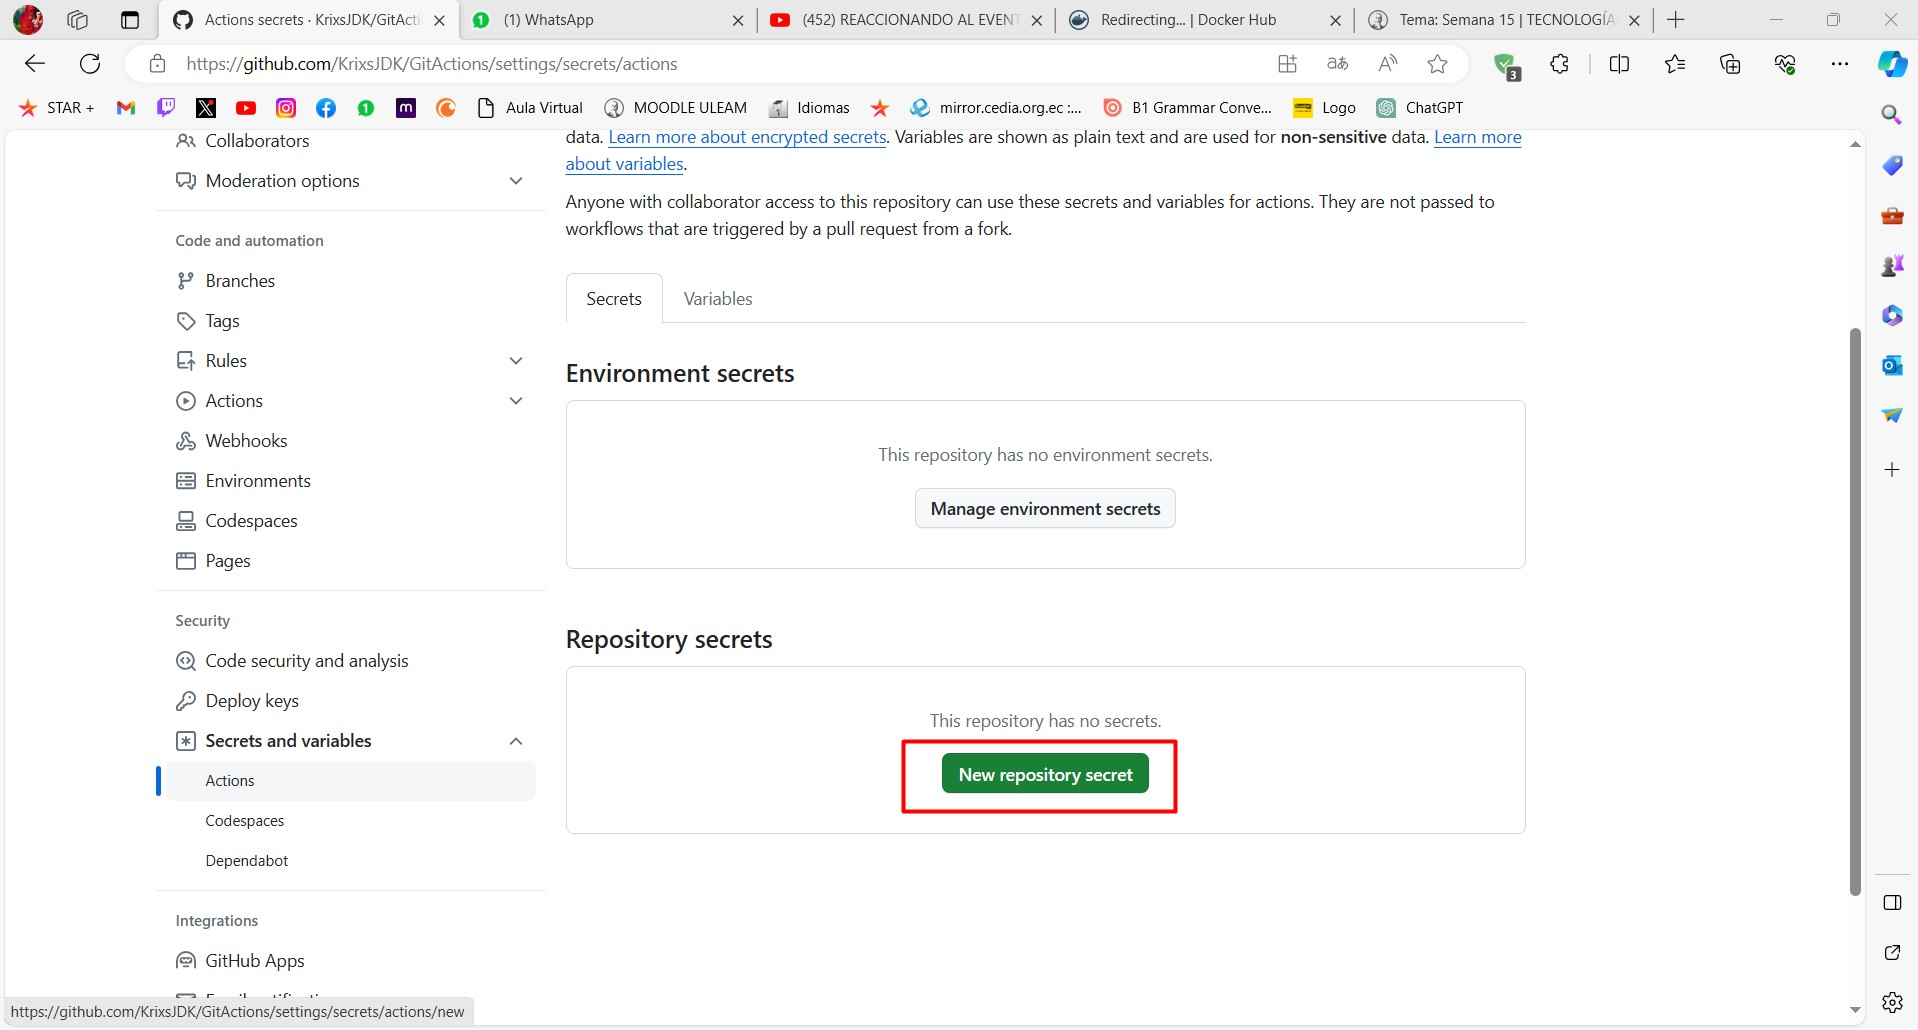 Actions secrets · KrixsJDK/GitActi
(1) WhatsApp
(452) REACCIONANDO AL EVENT
Redirecting... | Docker Hub
Tema: Semana 15 | TECNOLOGÍA
https://github.com/KrixsJDK/GitActions/settings/secrets/actions
3
STAR +
Aula Virtual
MOODLE ULEAM
Idiomas
mirror.cedia.org.ec :...
B1 Grammar Conve...
Logo
ChatGPT
Collaborators
Moderation options
Code and automation
Branches
Tags
Rules
Actions
Webhooks
Environments
Codespaces
Pages
Security
Code security and analysis
Deploy keys
Secrets and variables
Actions
Codespaces
Dependabot
Integrations
GitHub Apps
data. Learn more about encrypted secrets. Variables are shown as plain text and are used for non-sensitive data. Learn more
about variables.
Anyone with collaborator access to this repository can use these secrets and variables for actions. They are not passed to
workflows that are triggered by a pull request from a fork.
Secrets
Variables
Environment secrets
This repository has no environment secrets.
Manage environment secrets
Repository secrets
This repository has no secrets.
New repository secret
https://github.com/KrixsJDK/GitActions/settings/secrets/actions/new